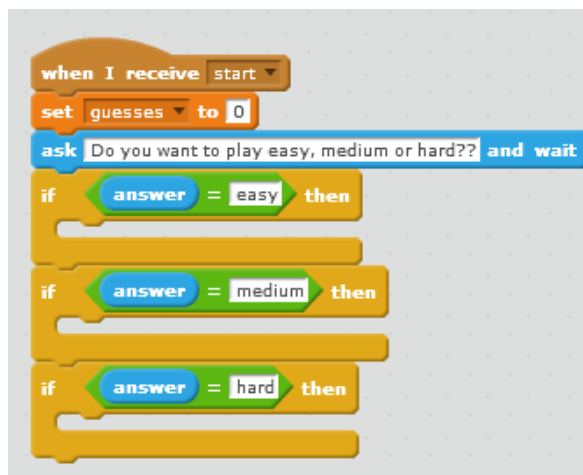 when I receive start
set guesses to 0
ask Do you want to play easy, medium or hard?? and wait
if answer = easy then
if answer = medium then
if answer = hard then